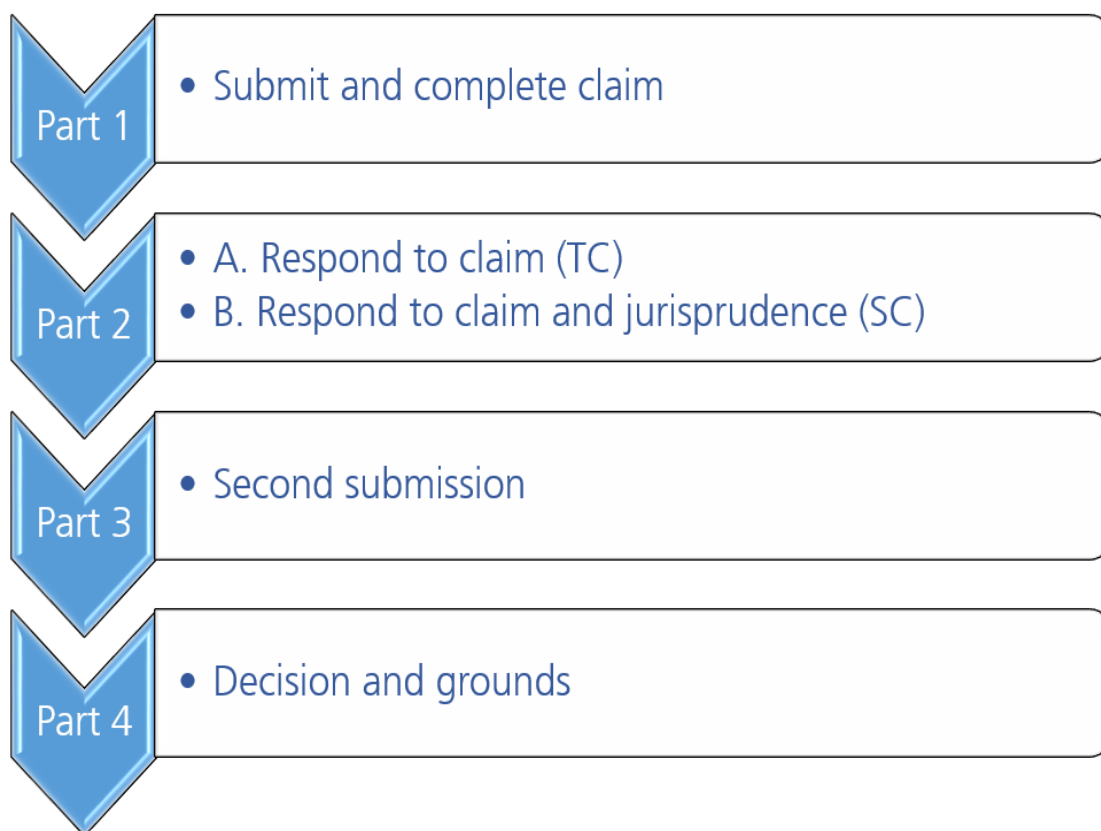 Part 1
• Submit and complete claim
Part 2
• A. Respond to claim (TC)
• B. Respond to claim and jurisprudence (SC)
Part 3
• Second submission
Part 4
• Decision and grounds